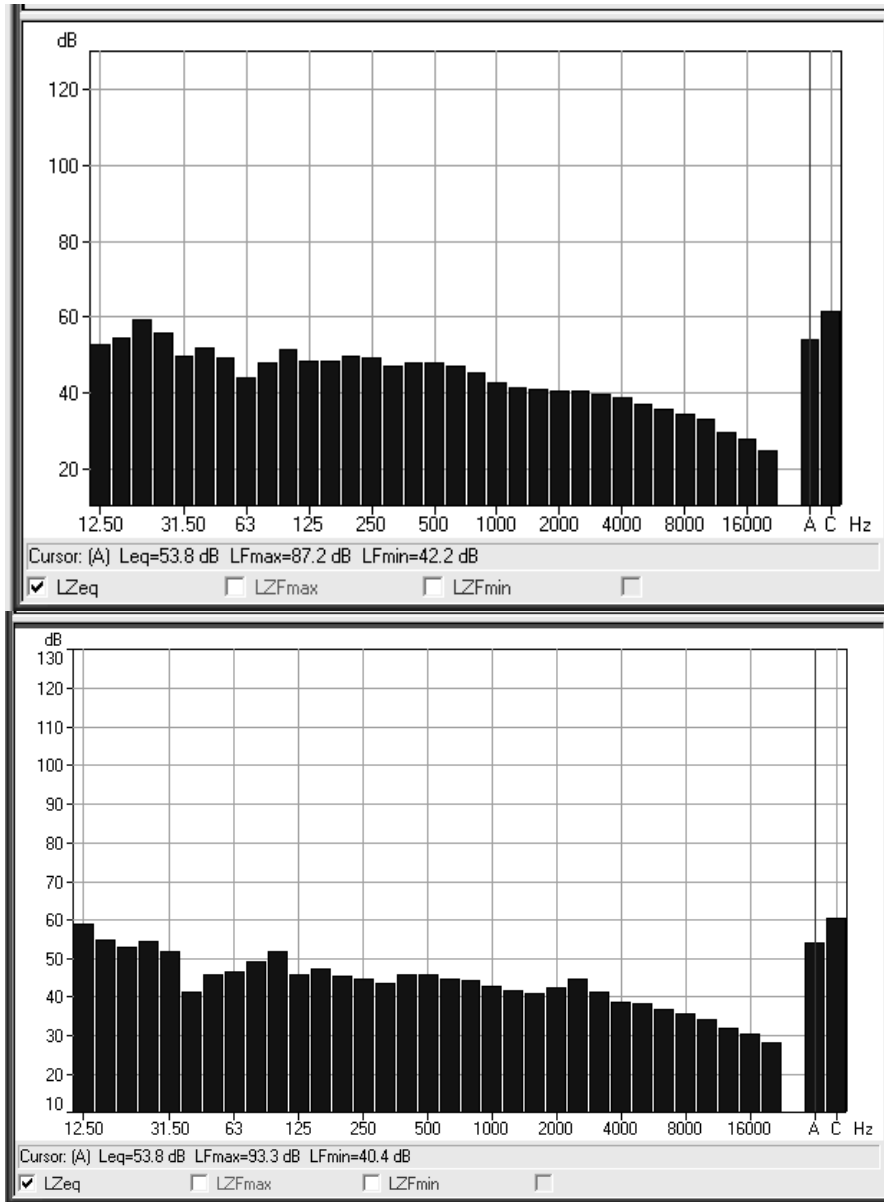 dB
120
100
80
60
40
20
12.50 31.50 63 125 250 500 1000 2000 4000 8000 16000 A C Hz
Cursor: (A) Leq=53.8 dB LFmax=87.2 dB LFmin=42.2 dB
LZeq LZFmax LZFmin
dB
130
120
110
100
90
80
70
60
50
40
30
20
10
12.50 31.50 63 125 250 500 1000 2000 4000 8000 16000 A C Hz
Cursor: (A) Leq=53.8 dB LFmax=93.3 dB LFmin=40.4 dB
LZeq LZFmax LZFmin